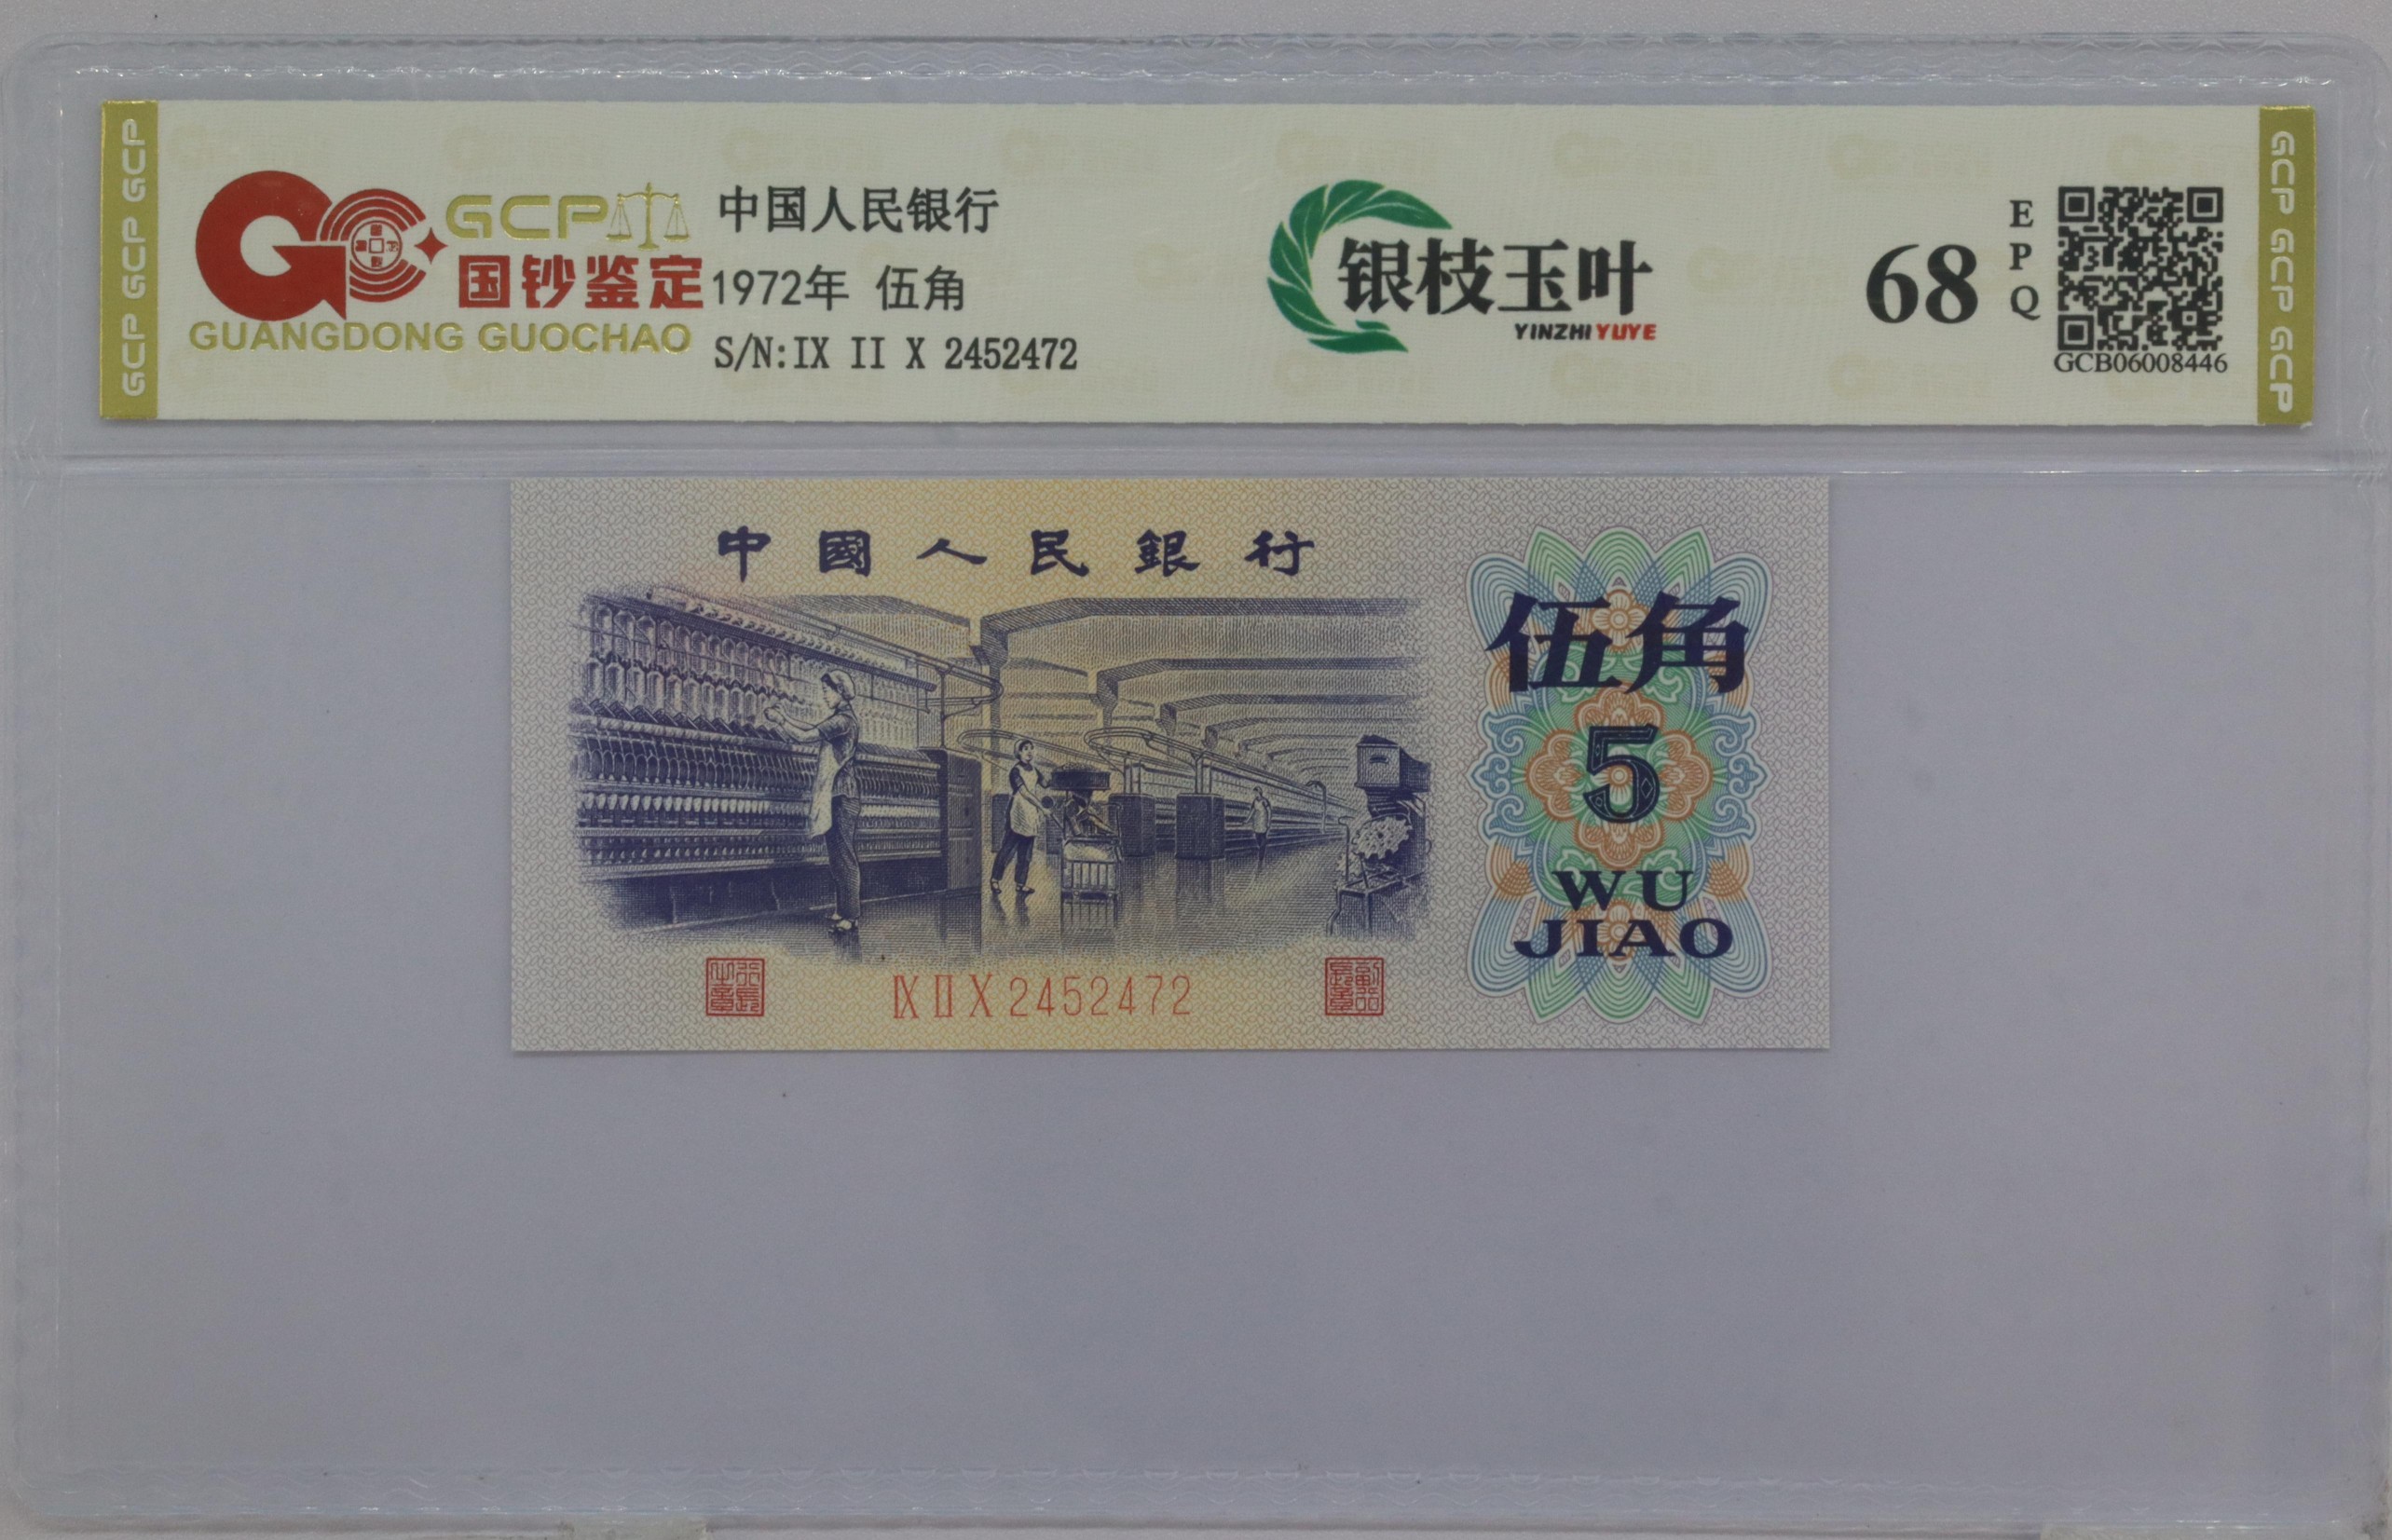 GCP GCP GCP
GCP
国钞鉴定
GUANGDONG GUOCHAO
中国人民银行
1972年 伍角
S/N:IX II X 2452472
银枝玉叶
YINZHIYUYE
68
EPQ
GCB06008446
GCP GCP GCP
中國人民銀行
伍角
5
WU
JIAO
IX II X 2452472